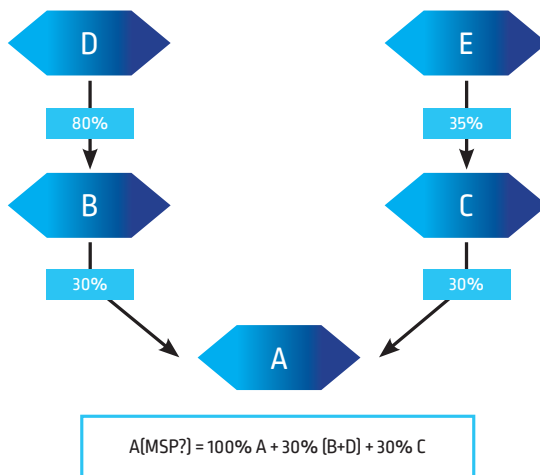 D
E
80%
35%
B
C
30%
30%
A
A(MSP?) = 100% A + 30% (B+D) + 30% C